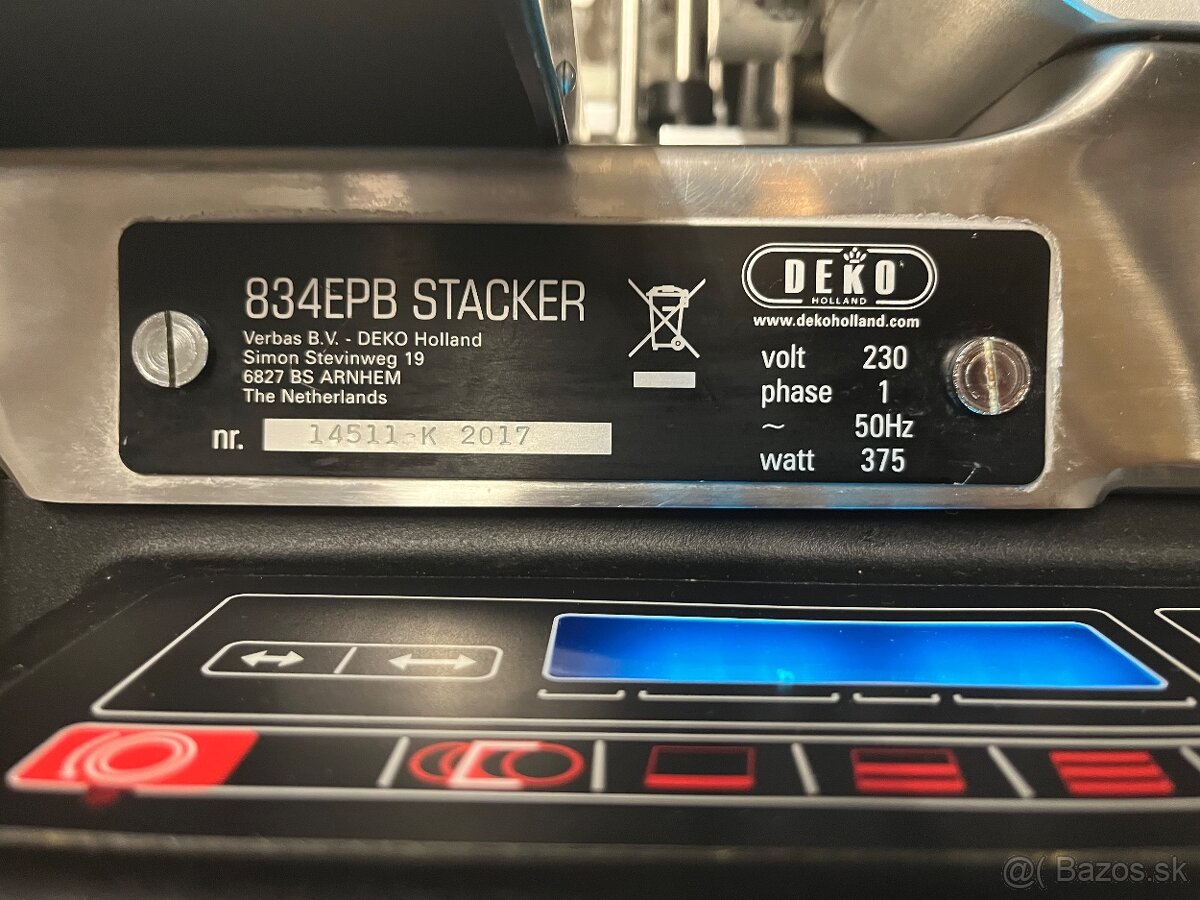 834EPB STACKER
Verbas B.V. - DEKO Holland
Simon Stevinweg 19
6827 BS ARNHEM
The Netherlands
nr. 14511-K 2017
DEKO
HOLLAND
www.dekoholland.com
volt 230
phase 1
~ 50Hz
watt 375
@( Bazos.sk